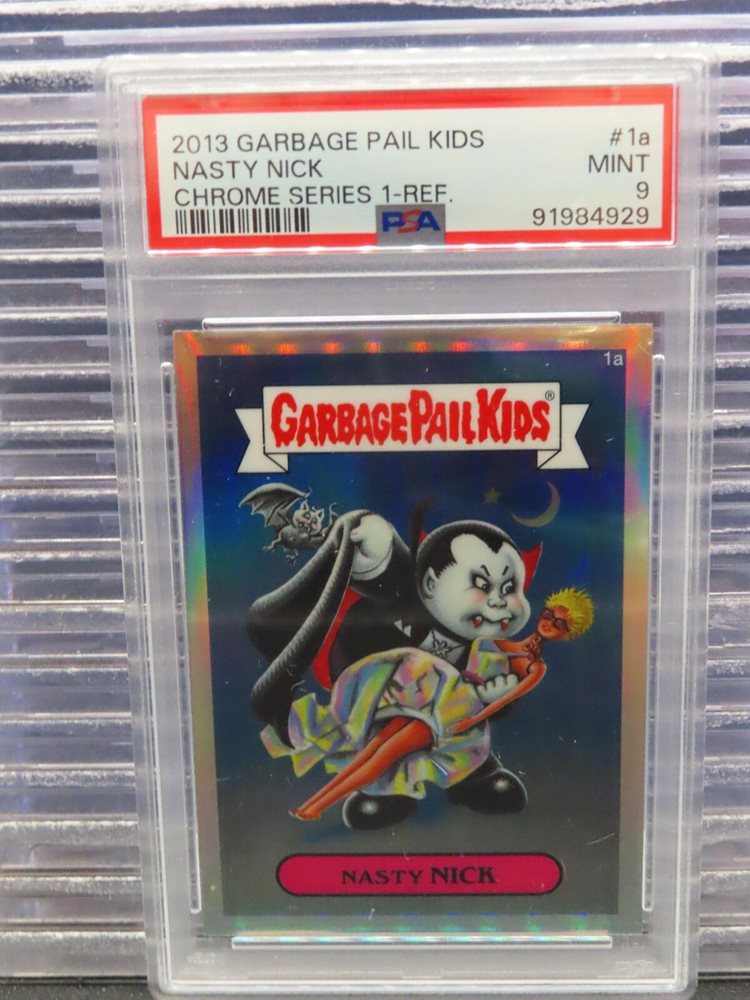 2013 GARBAGE PAIL KIDS #1a
NASTY NICK MINT
CHROME SERIES 1-REF. 9
PSA 91984929
1a
GARBAGE PAIL KIDS®
NASTY NICK